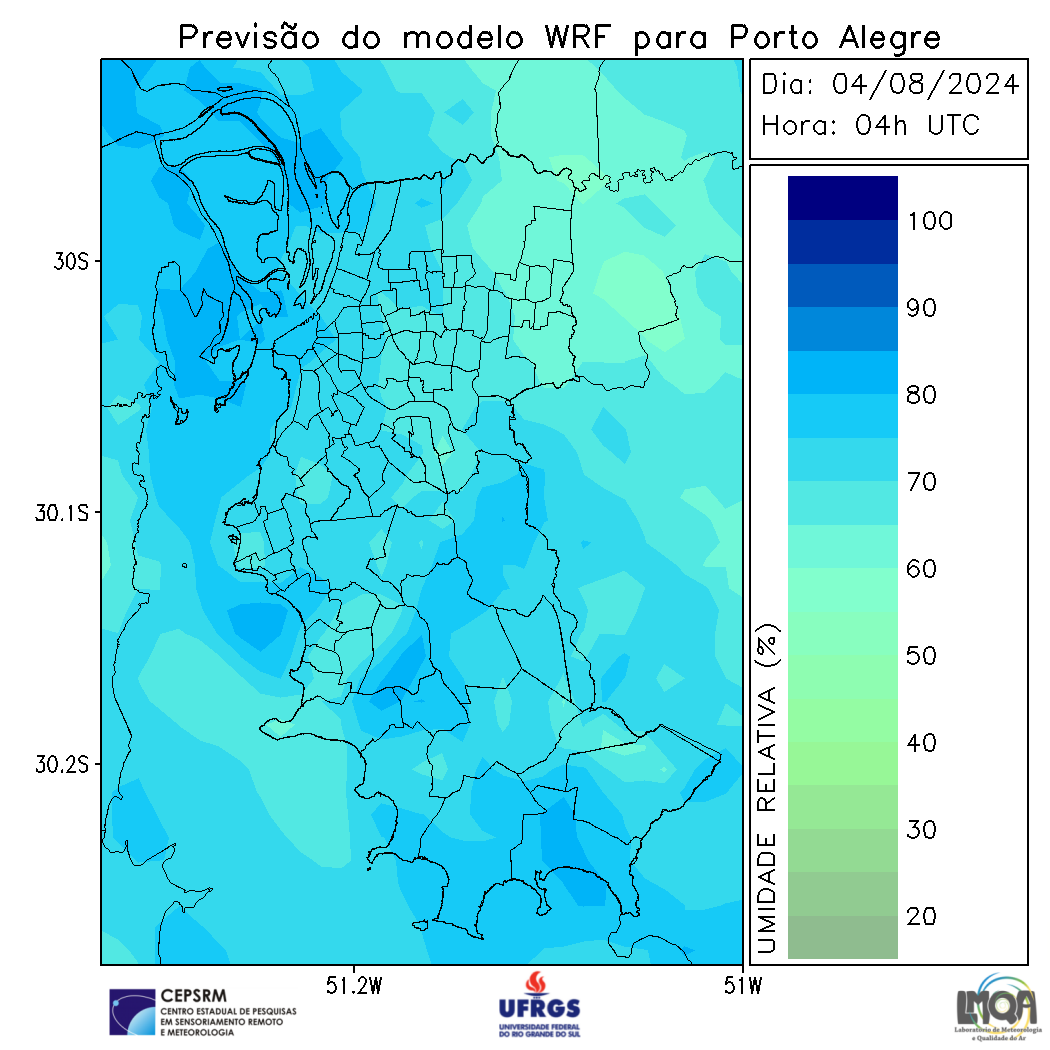 Previsão do modelo WRF para Porto Alegre
Dia: 04/08/2024
Hora: 04h UTC
30S
30.1S
30.2S
51.2W
51W
UMIDADE RELATIVA (%)
100
90
80
70
60
50
40
30
20
CEPSRM
CENTRO ESTADUAL DE PESQUISAS
EM SENSORIAMENTO REMOTO
E METEOROLOGIA
UFRGS
UNIVERSIDADE FEDERAL
DO RIO GRANDE DO SUL
LMQA
Laboratório de Meteorologia
e Qualidade do Ar